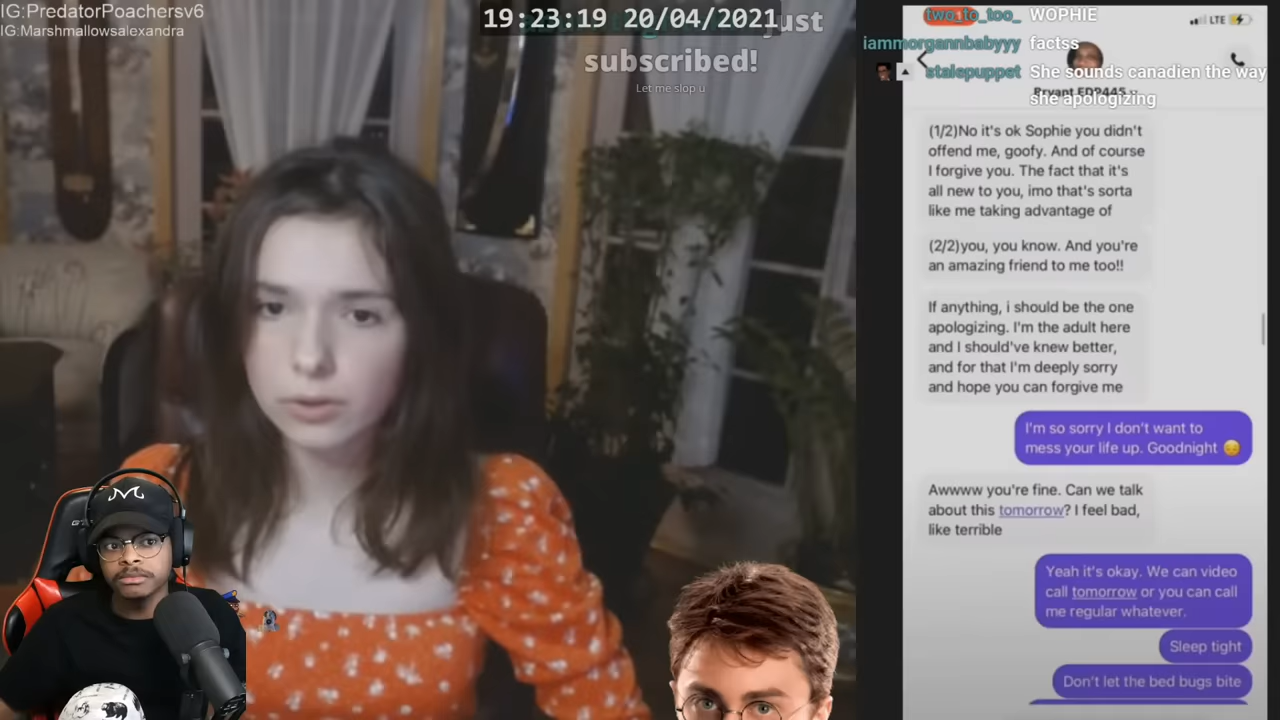 IG:PredatorPoachersv6
IG:Marshmallowsalexandra
19:23:19 20/04/2021
just
subscribed!
Let me slop u
two_to_too_ WOPHIE
iammorgannbabyyy factss
stalepuppet She sounds canadien the way
she apologizing
LTE
Bryant EDP445
(1/2)No it's ok Sophie you didn't
offend me, goofy. And of course
I forgive you. The fact that it's
all new to you, imo that's sorta
like me taking advantage of
(2/2)you, you know. And you're
an amazing friend to me too!!
If anything, i should be the one
apologizing. I'm the adult here
and I should've knew better,
and for that I'm deeply sorry
and hope you can forgive me
I'm so sorry I don't want to
mess your life up. Goodnight 😔
Awwww you're fine. Can we talk
about this tomorrow? I feel bad,
like terrible
Yeah it's okay. We can video
call tomorrow or you can call
me regular whatever.
Sleep tight
Don't let the bed bugs bite